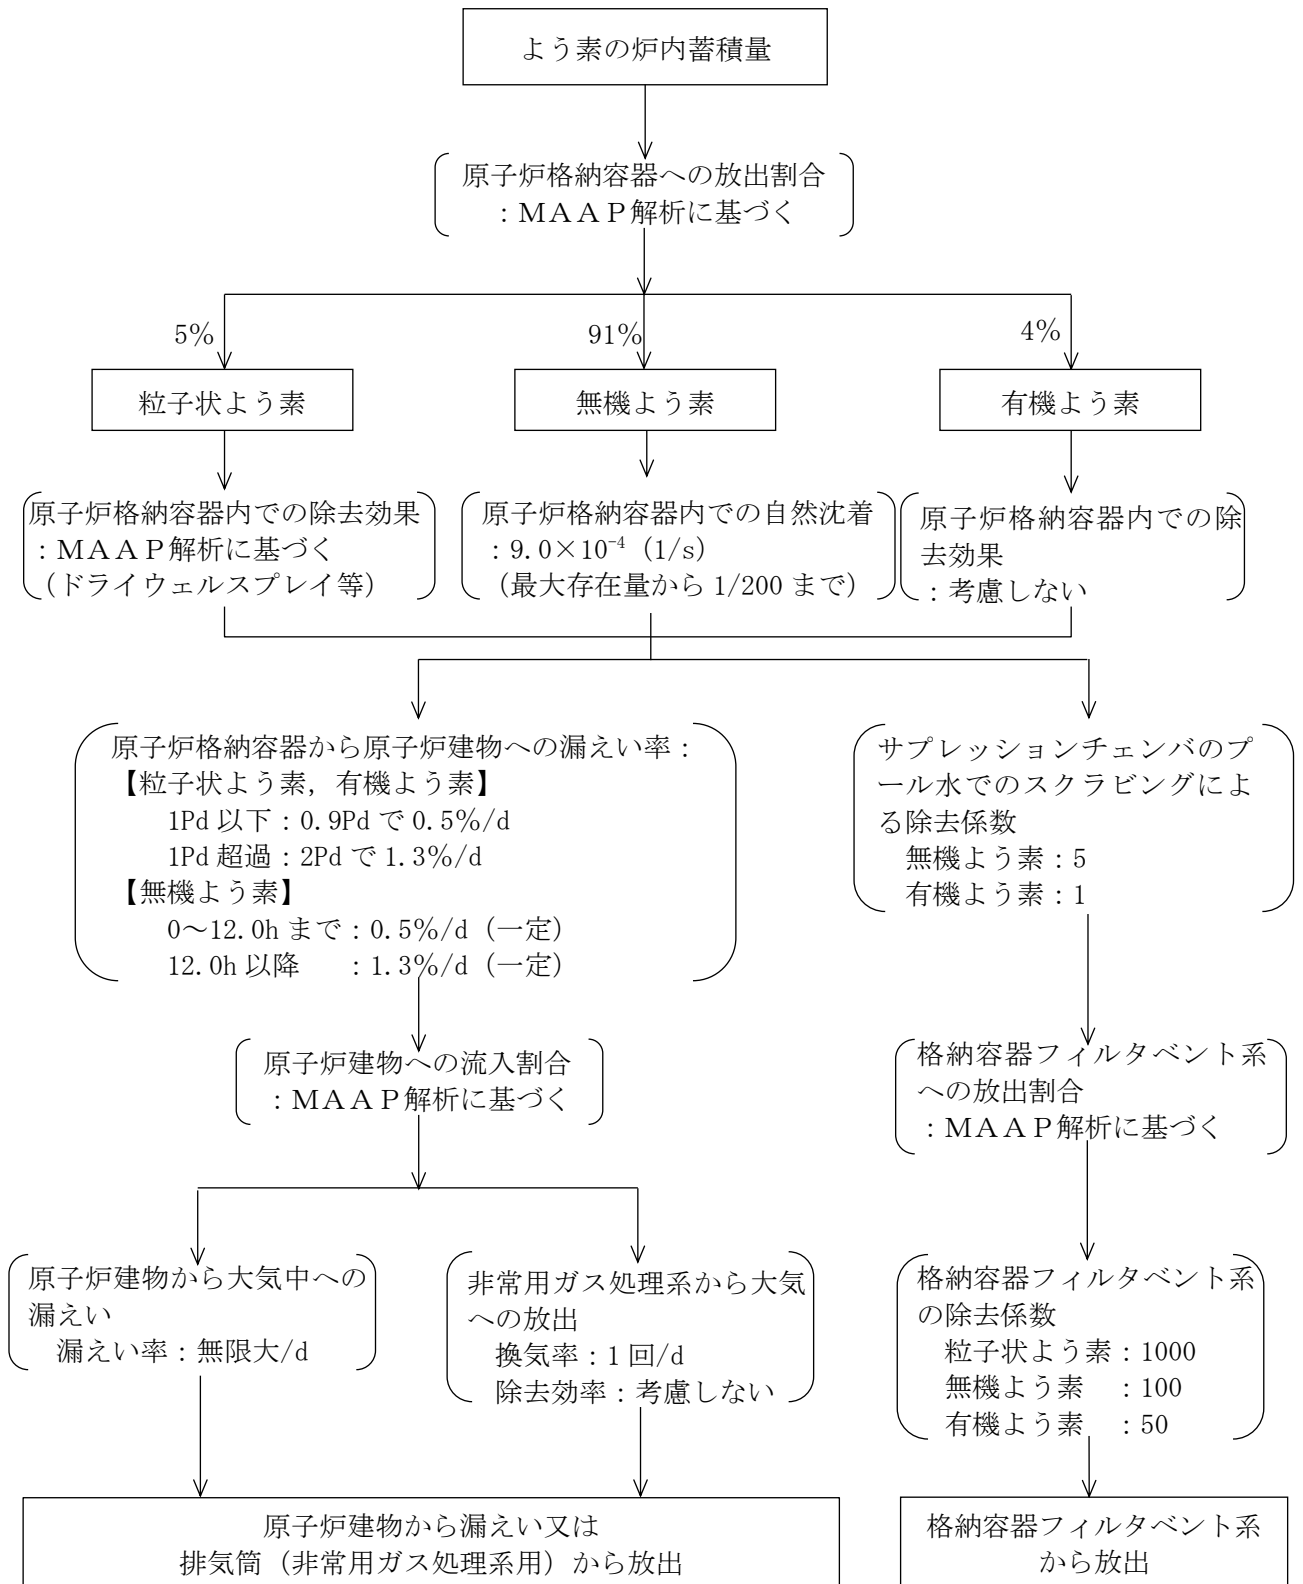 よう素の炉内蓄積量
原子炉格納容器への放出割合
:MAAP解析に基づく
5%
91%
4%
粒子状よう素
無機よう素
有機よう素
原子炉格納容器内での除去効果
:MAAP解析に基づく
(ドライウェルスプレイ等)
原子炉格納容器内での自然沈着
:9.0×10⁻⁴ (1/s)
(最大存在量から 1/200 まで)
原子炉格納容器内での除
去効果
:考慮しない
原子炉格納容器から原子炉建物への漏えい率:
【粒子状よう素,有機よう素】
1Pd 以下:0.9Pd で 0.5%/d
1Pd 超過:2Pd で 1.3%/d
【無機よう素】
0~12.0h まで:0.5%/d(一定)
12.0h 以降 :1.3%/d(一定)
サプレッションチェンバのプ
ール水でのスクラビングによ
る除去係数
無機よう素:5
有機よう素:1
原子炉建物への流入割合
:MAAP解析に基づく
格納容器フィルタベント系
への放出割合
:MAAP解析に基づく
原子炉建物から大気中への
漏えい
漏えい率:無限大/d
非常用ガス処理系から大気
への放出
換気率:1 回/d
除去効率:考慮しない
格納容器フィルタベント系
の除去係数
粒子状よう素:1000
無機よう素 :100
有機よう素 :50
原子炉建物から漏えい又は
排気筒(非常用ガス処理系用)から放出
格納容器フィルタベント系
から放出